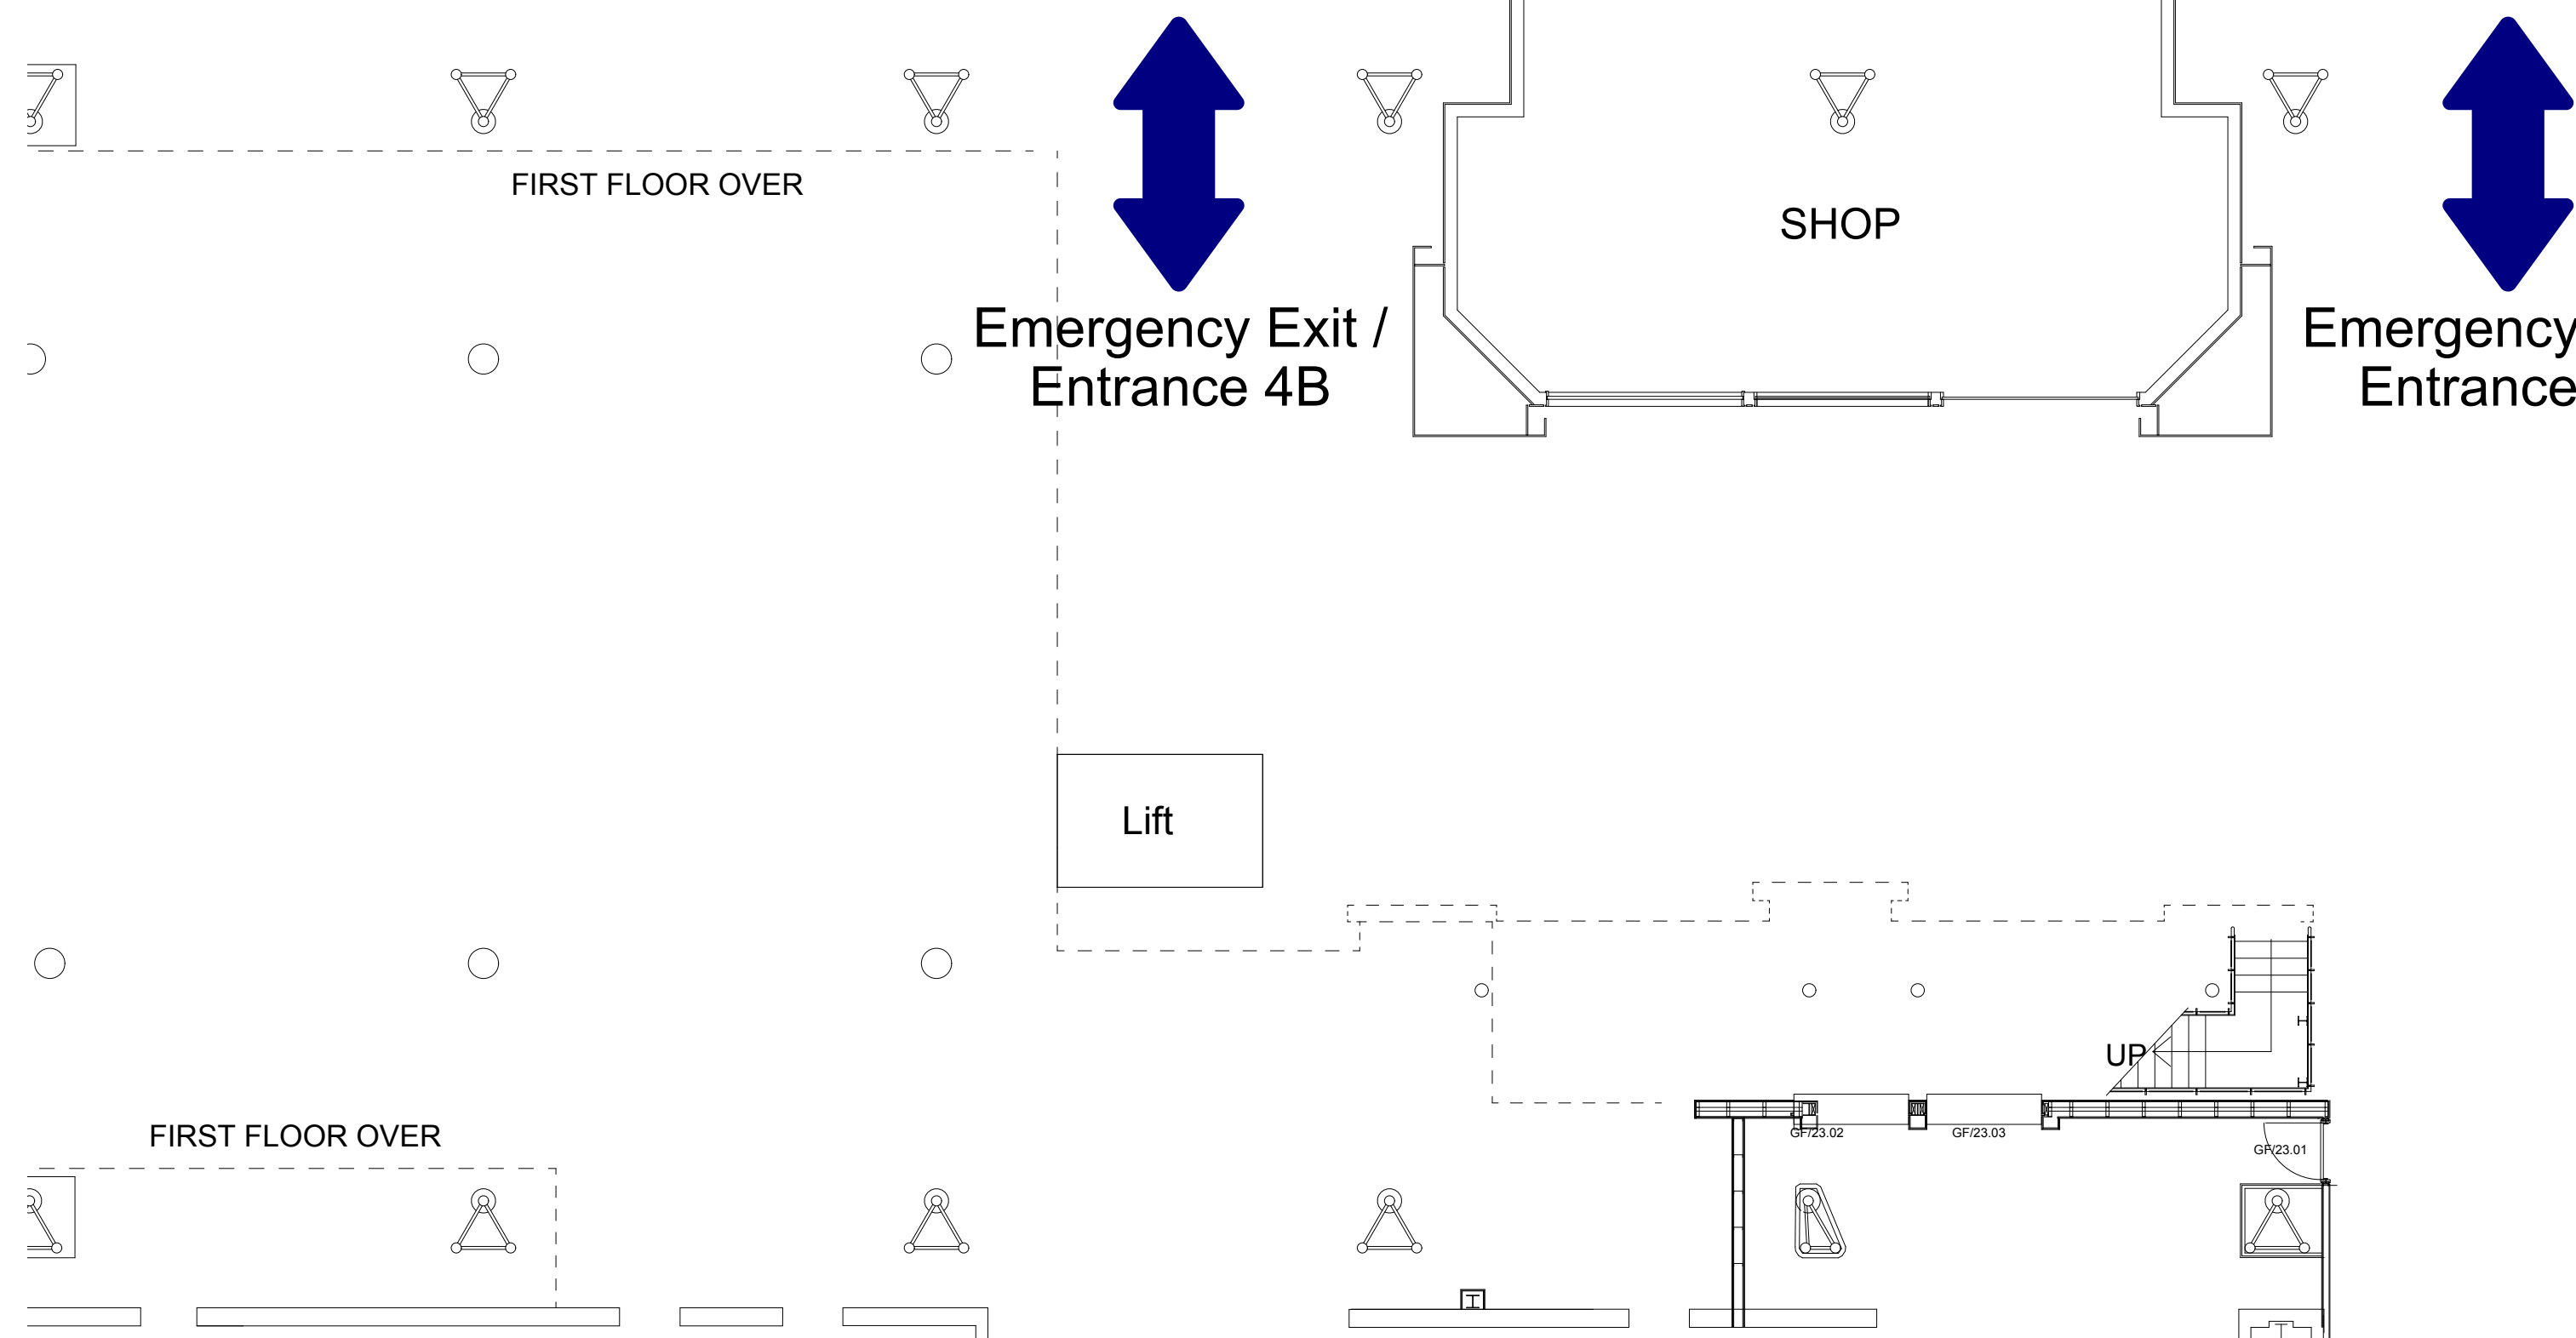 FIRST FLOOR OVER
SHOP
Emergency Exit /
Entrance 4B
Emergency
Entrance
Lift
UP
FIRST FLOOR OVER
GF/23.02
GF/23.03
GF/23.01